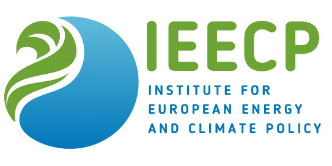 IEECP
INSTITUTE FOR
EUROPEAN ENERGY
AND CLIMATE POLICY